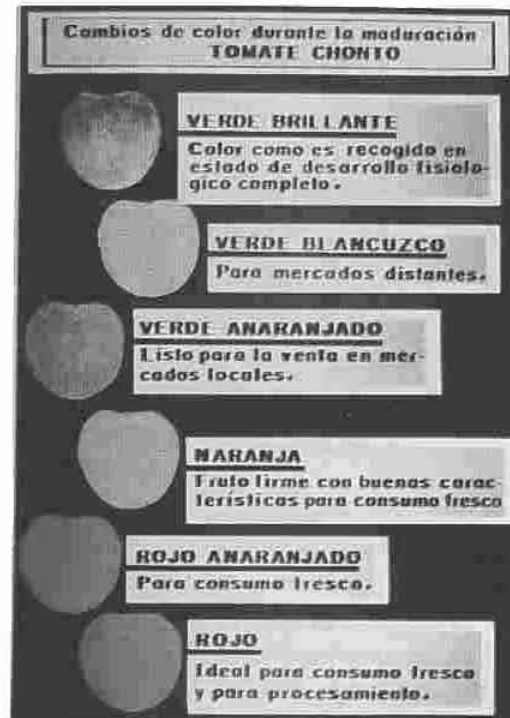 Cambios de color durante la maduración
TOMATE CHONTO
VERDE BRILLANTE
Color como es recogido en
estado de desarrollo fisiolo-
gico completo.
VERDE BLANCUZCO
Para mercados distantes.
VERDE ANARANJADO
Listo para la venta en mer-
cados locales.
NARANJA
Fruto firme con buenas carac-
terísticas para consumo fresco
ROJO ANARANJADO
Para consumo fresco.
ROJO
Ideal para consumo fresco
y para procesamiento.